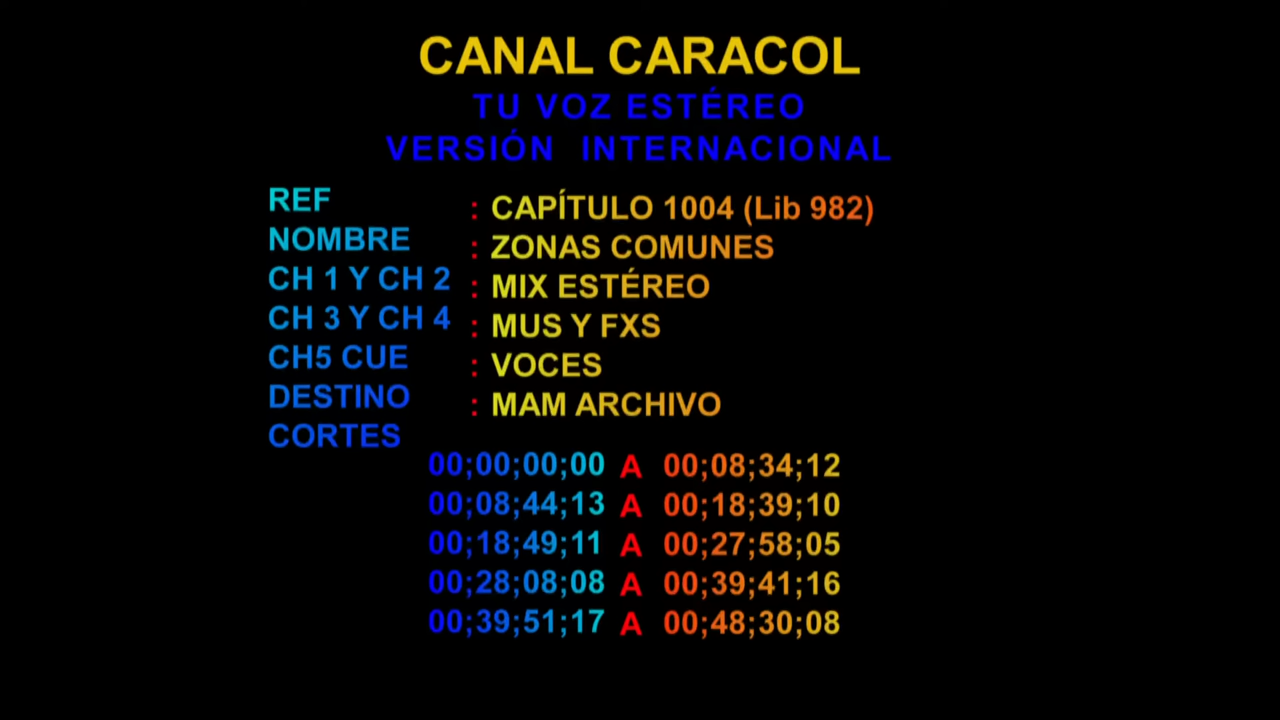 CANAL CARACOL
TU VOZ ESTÉREO
VERSIÓN INTERNACIONAL
REF : CAPÍTULO 1004 (Lib 982)
NOMBRE : ZONAS COMUNES
CH 1 Y CH 2 : MIX ESTÉREO
CH 3 Y CH 4 : MUS Y FXS
CH5 CUE : VOCES
DESTINO : MAM ARCHIVO
CORTES
00;00;00;00 A 00;08;34;12
00;08;44;13 A 00;18;39;10
00;18;49;11 A 00;27;58;05
00;28;08;08 A 00;39;41;16
00;39;51;17 A 00;48;30;08